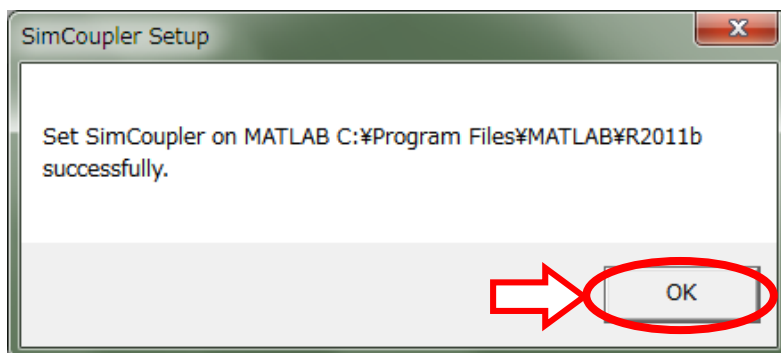 SimCoupler Setup
Set SimCoupler on MATLAB C:¥Program Files¥MATLAB¥R2011b
successfully.
OK